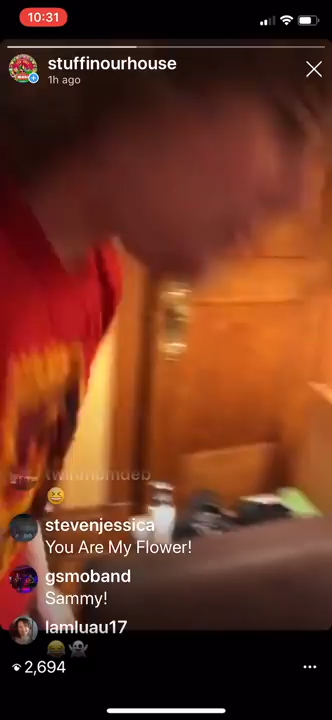 10:31
stuffinourhouse
1h ago
stevenjessica
You Are My Flower!
gsmoband
Sammy!
lamluau17
2,694